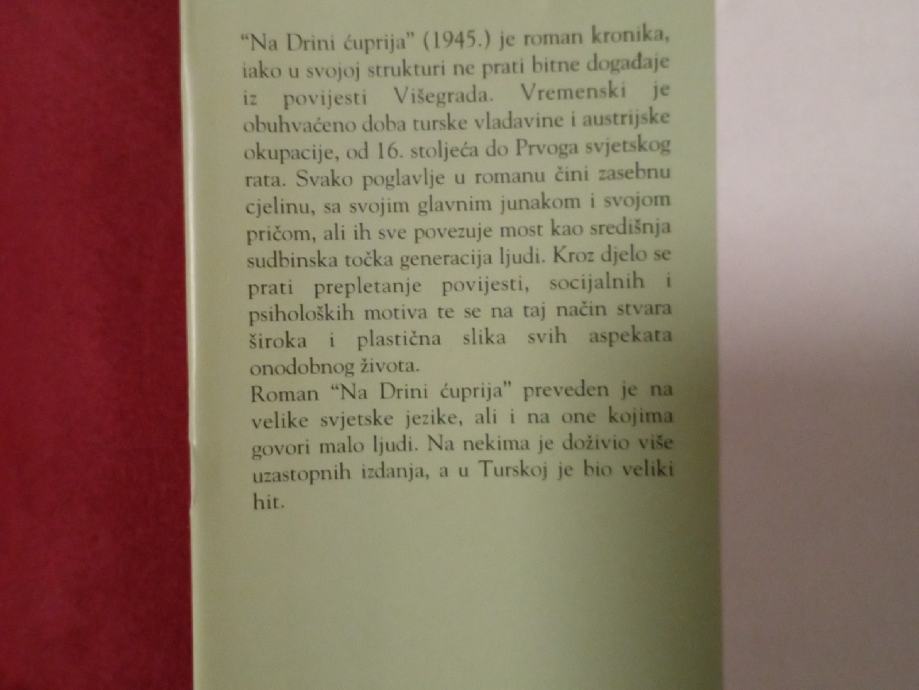 “Na Drini ćuprija” (1945.) je roman kronika,
iako u svojoj strukturi ne prati bitne događaje
iz povijesti Višegrada. Vremenski je
obuhvaćeno doba turske vladavine i austrijske
okupacije, od 16. stoljeća do Prvoga svjetskog
rata. Svako poglavlje u romanu čini zasebnu
cjelinu, sa svojim glavnim junakom i svojom
pričom, ali ih sve povezuje most kao središnja
sudbinska točka generacija ljudi. Kroz djelo se
prati prepletanje povijesti, socijalnih i
psiholoških motiva te se na taj način stvara
široka i plastična slika svih aspekata
onodobnog života.
Roman “Na Drini ćuprija” preveden je na
velike svjetske jezike, ali i na one kojima
govori malo ljudi. Na nekima je doživio više
uzastopnih izdanja, a u Turskoj je bio veliki
hit.